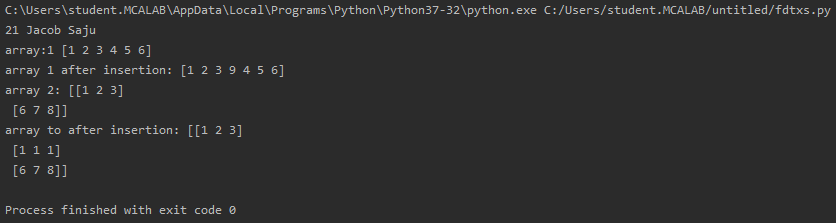 C:\Users\student.MCALAB\AppData\Local\Programs\Python\Python37-32\python.exe C:/Users/student.MCALAB/untitled/fdtxs.py
21 Jacob Saju
array:1 [1 2 3 4 5 6]
array 1 after insertion: [1 2 3 9 4 5 6]
array 2: [[1 2 3]
 [6 7 8]]
array to after insertion: [[1 2 3]
 [1 1 1]
 [6 7 8]]
Process finished with exit code 0